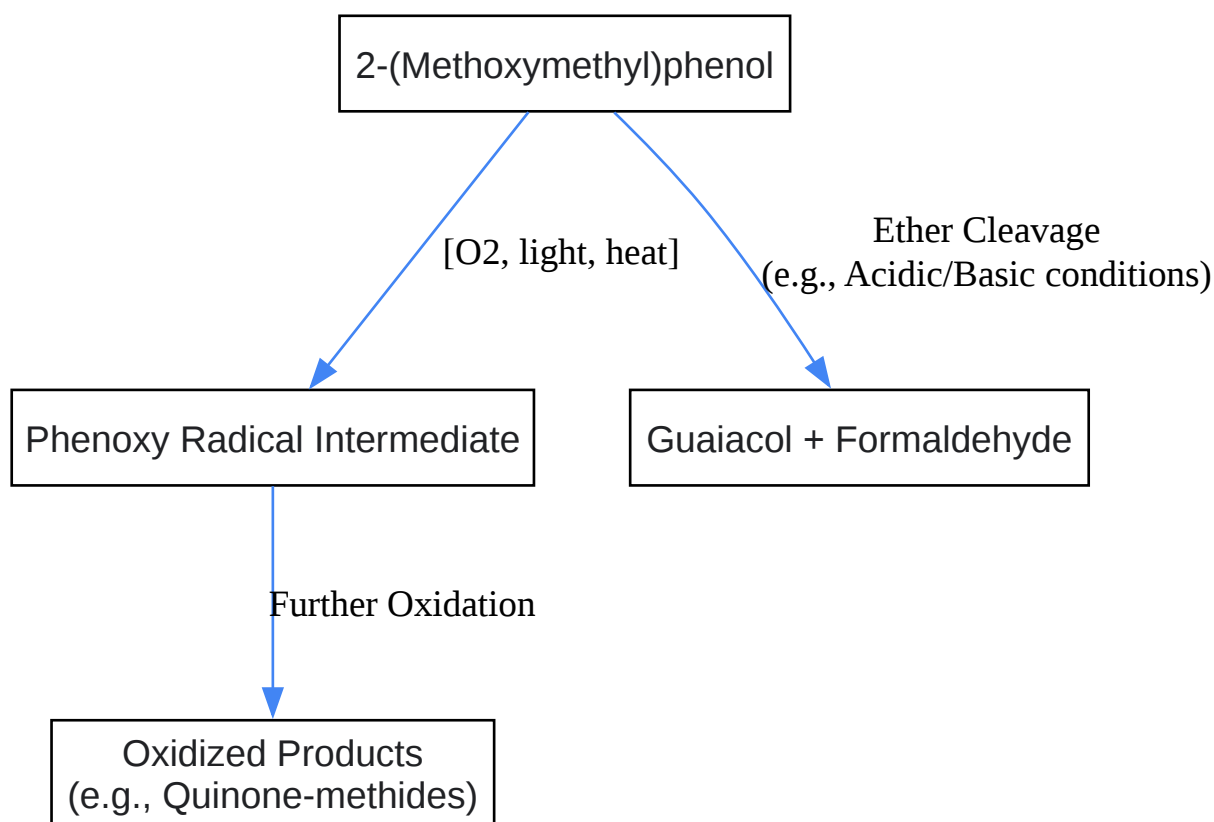 2-(Methoxymethyl)phenol
[O2, light, heat]
Ether Cleavage
(e.g., Acidic/Basic conditions)
Phenoxy Radical Intermediate
Guaiacol + Formaldehyde
Further Oxidation
Oxidized Products
(e.g., Quinone-methides)